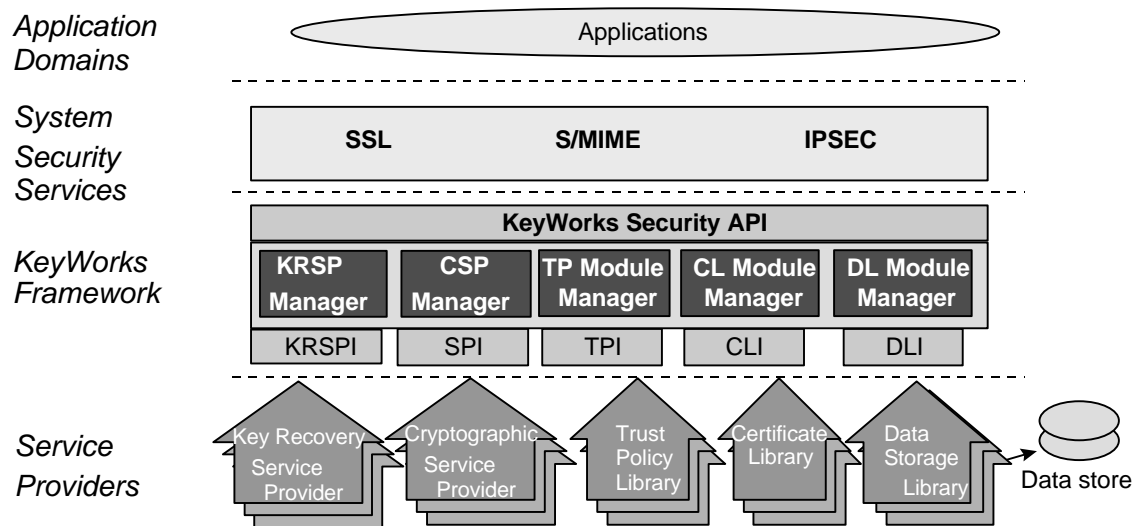 Application
Domains
Applications
System
Security
Services
SSL
S/MIME
IPSEC
KeyWorks
Framework
KeyWorks Security API
KRSP
Manager
CSP
Manager
TP Module
Manager
CL Module
Manager
DL Module
Manager
KRSPI
SPI
TPI
CLI
DLI
Service
Providers
Key Recovery
Service
Provider
Cryptographic
Service
Provider
Trust
Policy
Library
Certificate
Library
Data
Storage
Library
Data store